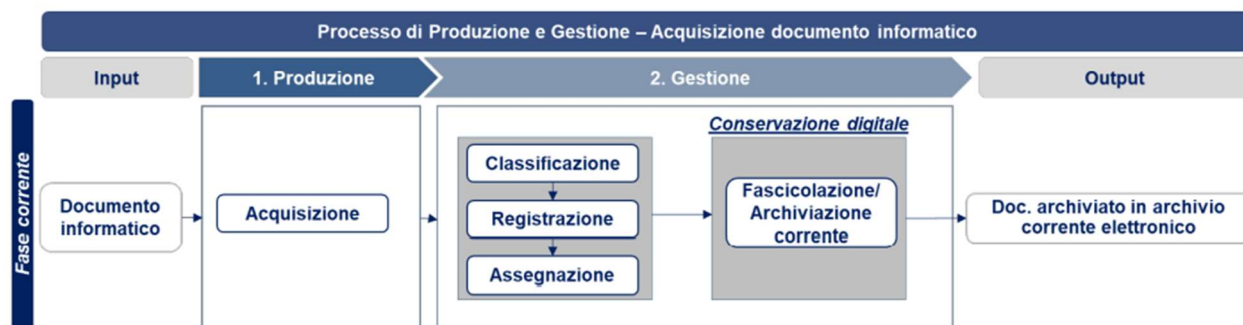 Processo di Produzione e Gestione – Acquisizione documento informatico
Input
1. Produzione
2. Gestione
Output
Fase corrente
Documento
informatico
Acquisizione
Classificazione
Registrazione
Assegnazione
Conservazione digitale
Fascicolazione/
Archiviazione
corrente
Doc. archiviato in archivio
corrente elettronico